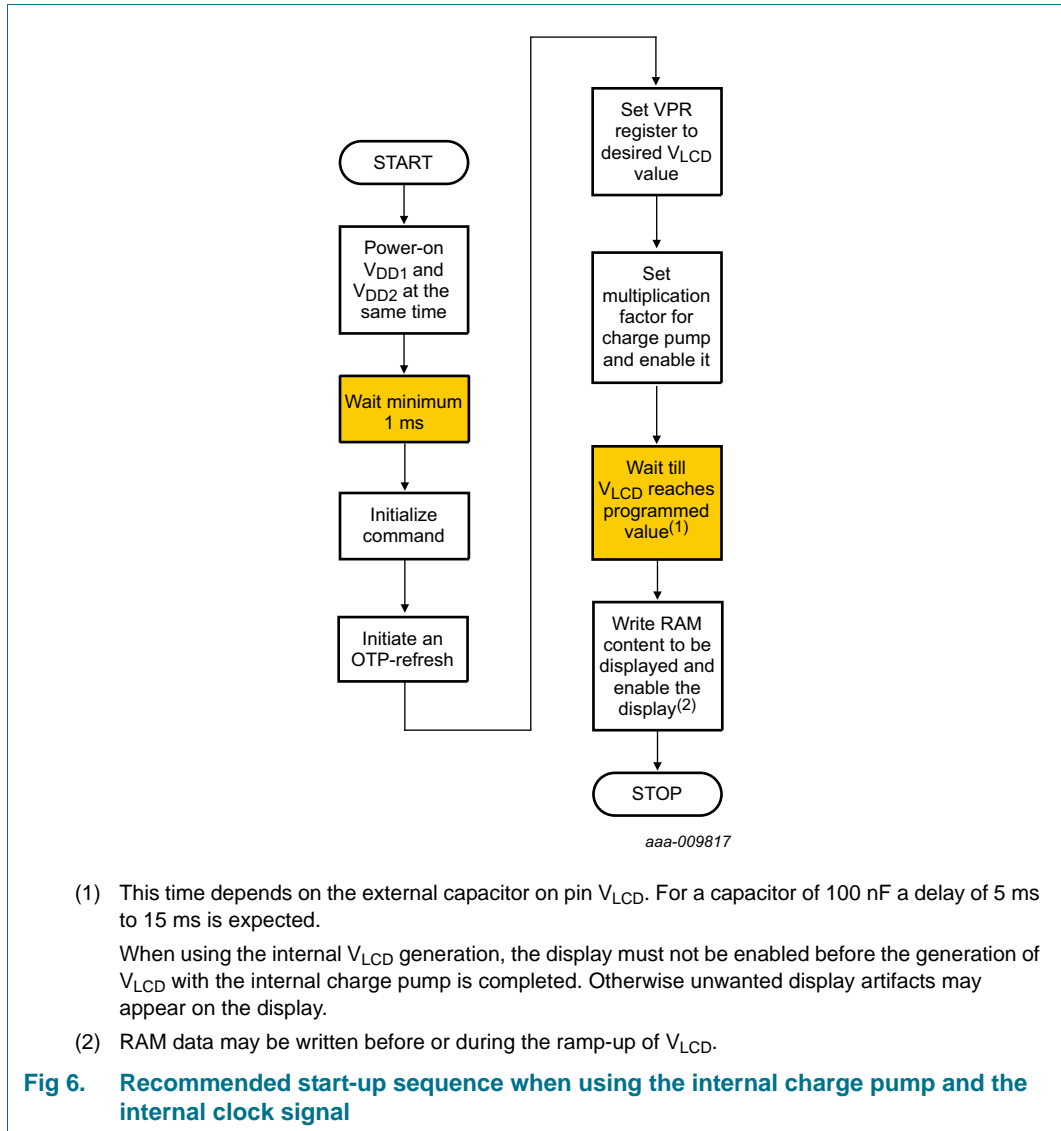 START
Power-on
VDD1 and
VDD2 at the
same time
Wait minimum
1 ms
Initialize
command
Initiate an
OTP-refresh
Set VPR
register to
desired VLCD
value
Set
multiplication
factor for
charge pump
and enable it
Wait till
VLCD reaches
programmed
value(1)
Write RAM
content to be
displayed and
enable the
display(2)
STOP
aaa-009817
(1) This time depends on the external capacitor on pin VLCD. For a capacitor of 100 nF a delay of 5 ms
to 15 ms is expected.
When using the internal VLCD generation, the display must not be enabled before the generation of
VLCD with the internal charge pump is completed. Otherwise unwanted display artifacts may
appear on the display.
(2) RAM data may be written before or during the ramp-up of VLCD.
Fig 6. Recommended start-up sequence when using the internal charge pump and the
internal clock signal